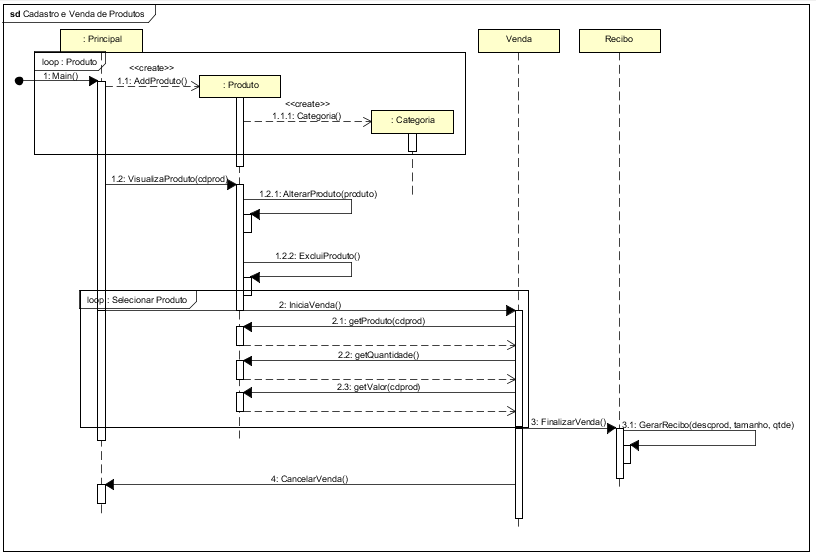 sd Cadastro e Venda de Produtos
: Principal
Venda
Recibo
loop : Produto
<<create>>
1: Main()
1.1: AddProduto()
: Produto
<<create>>
1.1.1: Categoria()
: Categoria
1.2: VisualizaProduto(cdprod)
1.2.1: AlterarProduto(produto)
1.2.2: ExcluiProduto()
loop : Selecionar Produto
2: IniciaVenda()
2.1: getProduto(cdprod)
2.2: getQuantidade()
2.3: getValor(cdprod)
3: FinalizarVenda()
3.1: GerarRecibo(descprod, tamanho, qtde)
4: CancelarVenda()